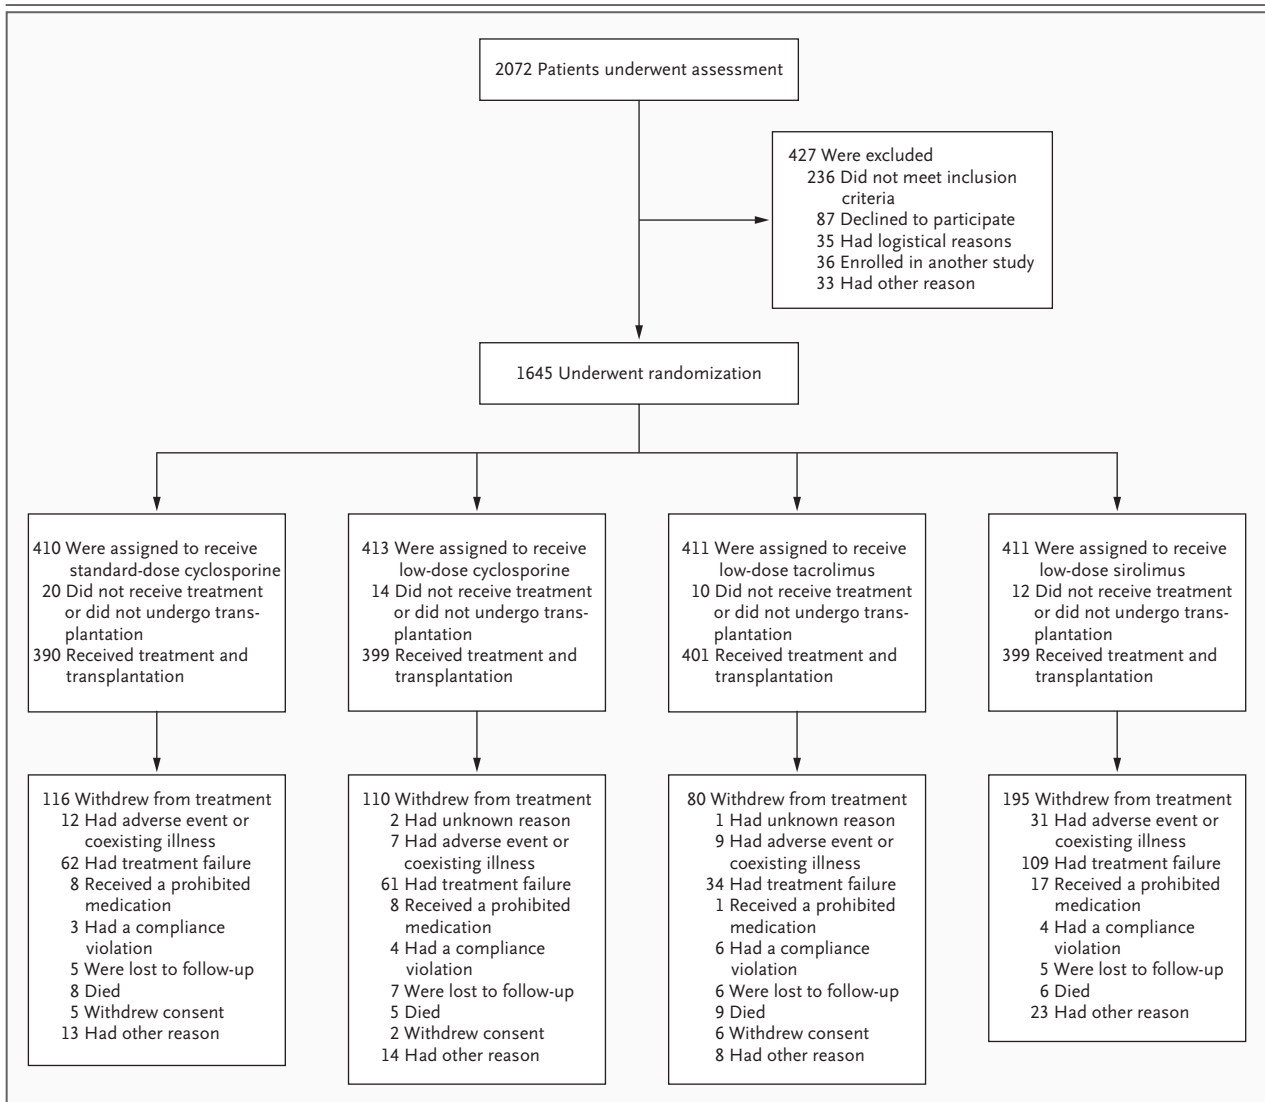 2072 Patients underwent assessment
427 Were excluded
236 Did not meet inclusion
criteria
87 Declined to participate
35 Had logistical reasons
36 Enrolled in another study
33 Had other reason
1645 Underwent randomization
410 Were assigned to receive
standard-dose cyclosporine
20 Did not receive treatment
or did not undergo trans-
plantation
390 Received treatment and
transplantation
413 Were assigned to receive
low-dose cyclosporine
14 Did not receive treatment
or did not undergo trans-
plantation
399 Received treatment and
transplantation
411 Were assigned to receive
low-dose tacrolimus
10 Did not receive treatment
or did not undergo trans-
plantation
401 Received treatment and
transplantation
411 Were assigned to receive
low-dose sirolimus
12 Did not receive treatment
or did not undergo trans-
plantation
399 Received treatment and
transplantation
116 Withdrew from treatment
12 Had adverse event or
coexisting illness
62 Had treatment failure
8 Received a prohibited
medication
3 Had a compliance
violation
5 Were lost to follow-up
8 Died
5 Withdrew consent
13 Had other reason
110 Withdrew from treatment
2 Had unknown reason
7 Had adverse event or
coexisting illness
61 Had treatment failure
8 Received a prohibited
medication
4 Had a compliance
violation
7 Were lost to follow-up
5 Died
2 Withdrew consent
14 Had other reason
80 Withdrew from treatment
1 Had unknown reason
9 Had adverse event or
coexisting illness
34 Had treatment failure
1 Received a prohibited
medication
6 Had a compliance
violation
6 Were lost to follow-up
9 Died
6 Withdrew consent
8 Had other reason
195 Withdrew from treatment
31 Had adverse event or
coexisting illness
109 Had treatment failure
17 Received a prohibited
medication
4 Had a compliance
violation
5 Were lost to follow-up
6 Died
23 Had other reason